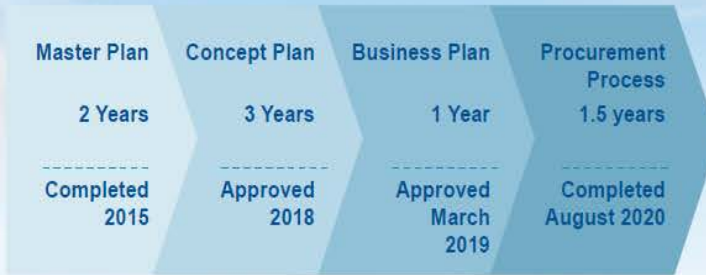 Master Plan
2 Years
Completed
2015
Concept Plan
3 Years
Approved
2018
Business Plan
1 Year
Approved
March
2019
Procurement
Process
1.5 years
Completed
August 2020